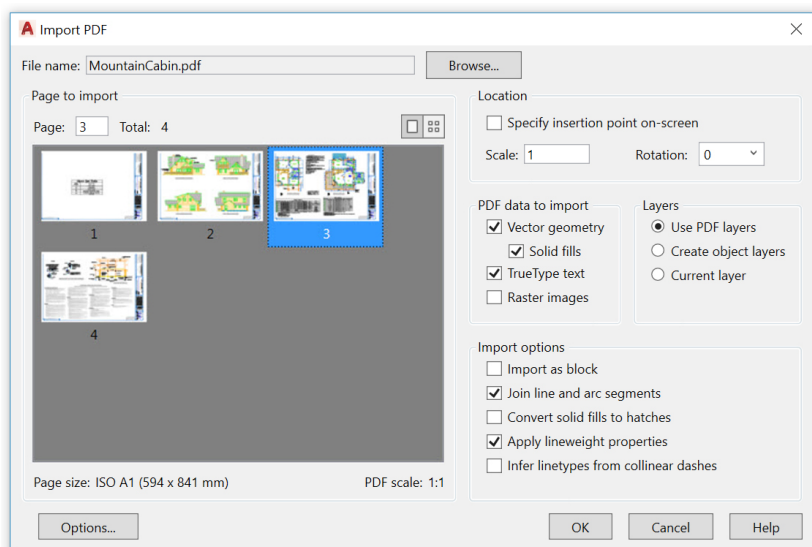 Import PDF
File name: MountainCabin.pdf Browse...
Page to import
Page: 3 Total: 4
1 2 3
4
Page size: ISO A1 (594 x 841 mm) PDF scale: 1:1
Location
Specify insertion point on-screen
Scale: 1 Rotation: 0
PDF data to import
Vector geometry
Solid fills
TrueType text
Raster images
Layers
Use PDF layers
Create object layers
Current layer
Import options
Import as block
Join line and arc segments
Convert solid fills to hatches
Apply lineweight properties
Infer linetypes from collinear dashes
Options... OK Cancel Help